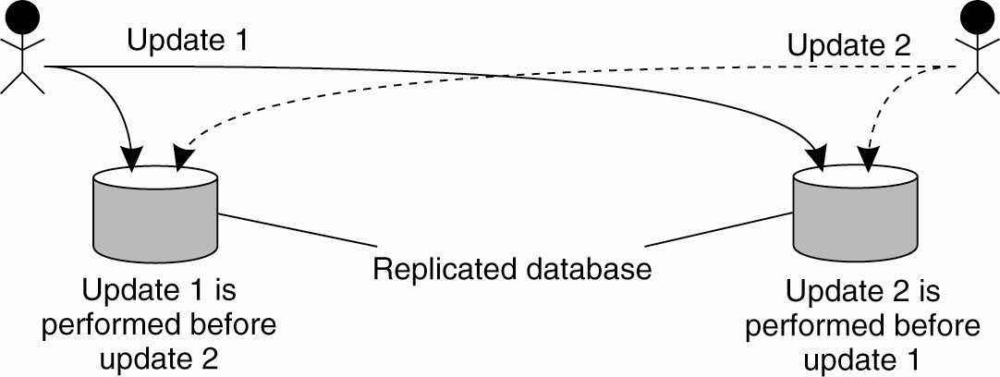 Update 1
Update 2
Replicated database
Update 1 is
performed before
update 2
Update 2 is
performed before
update 1